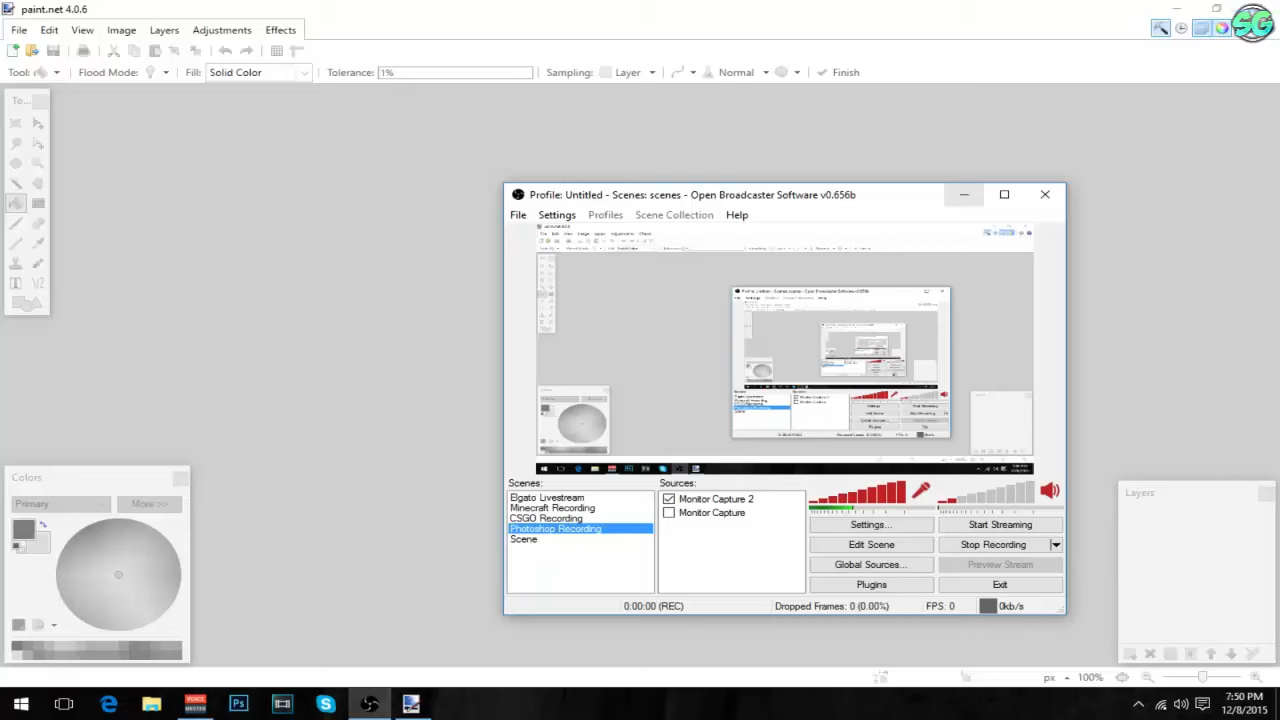 paint.net 4.0.6
SG
File Edit View Image Layers Adjustments Effects
Tool: Flood Mode: Fill: Solid Color Tolerance: 1% Sampling: Layer Normal Finish
To...
Profile: Untitled - Scenes: scenes - Open Broadcaster Software v0.656b
File Settings Profiles Scene Collection Help
Scenes: Sources:
Elgato Livestream
Minecraft Recording
CSGO Recording
Photoshop Recording
Scene
Monitor Capture 2
Monitor Capture
Settings... Start Streaming
Edit Scene Stop Recording
Global Sources... Preview Stream
Plugins Exit
0:00:00 (REC) Dropped Frames: 0 (0.00%) FPS: 0 0kb/s
Colors
Primary More >>
Layers
px 100%
VOICE
Ps
7:50 PM
12/8/2015